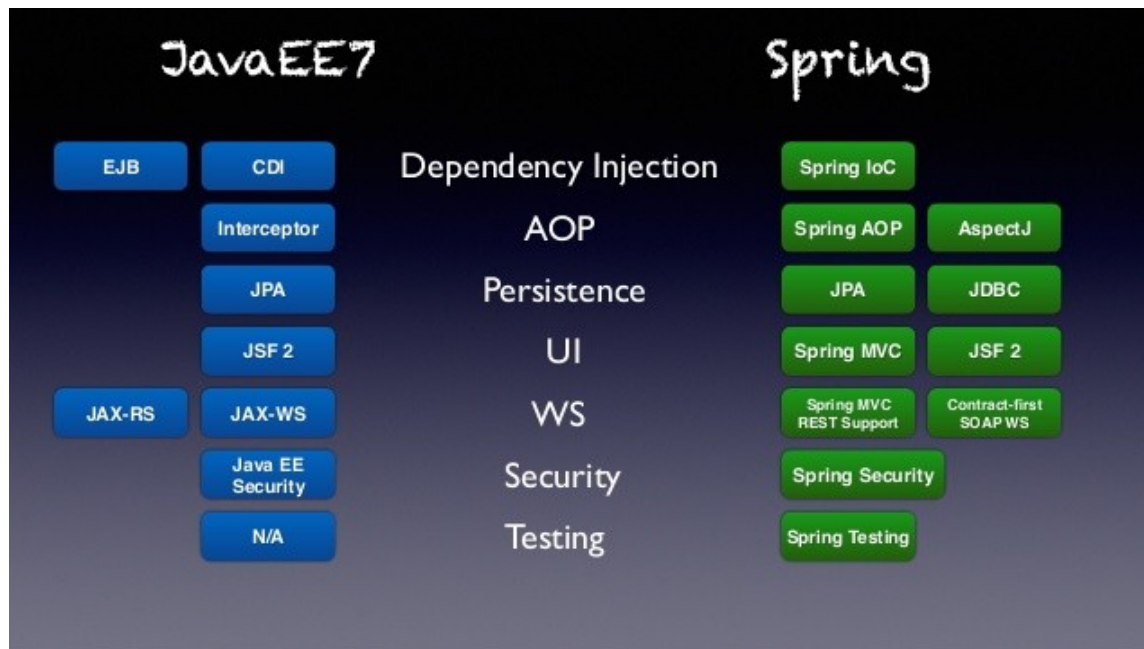 JavaEE7 Spring
EJB CDI Dependency Injection Spring IoC
Interceptor AOP Spring AOP AspectJ
JPA Persistence JPA JDBC
JSF 2 UI Spring MVC JSF 2
JAX-RS JAX-WS WS Spring MVC
REST Support Contract-first
SOAP WS
Java EE
Security Security Spring Security
N/A Testing Spring Testing